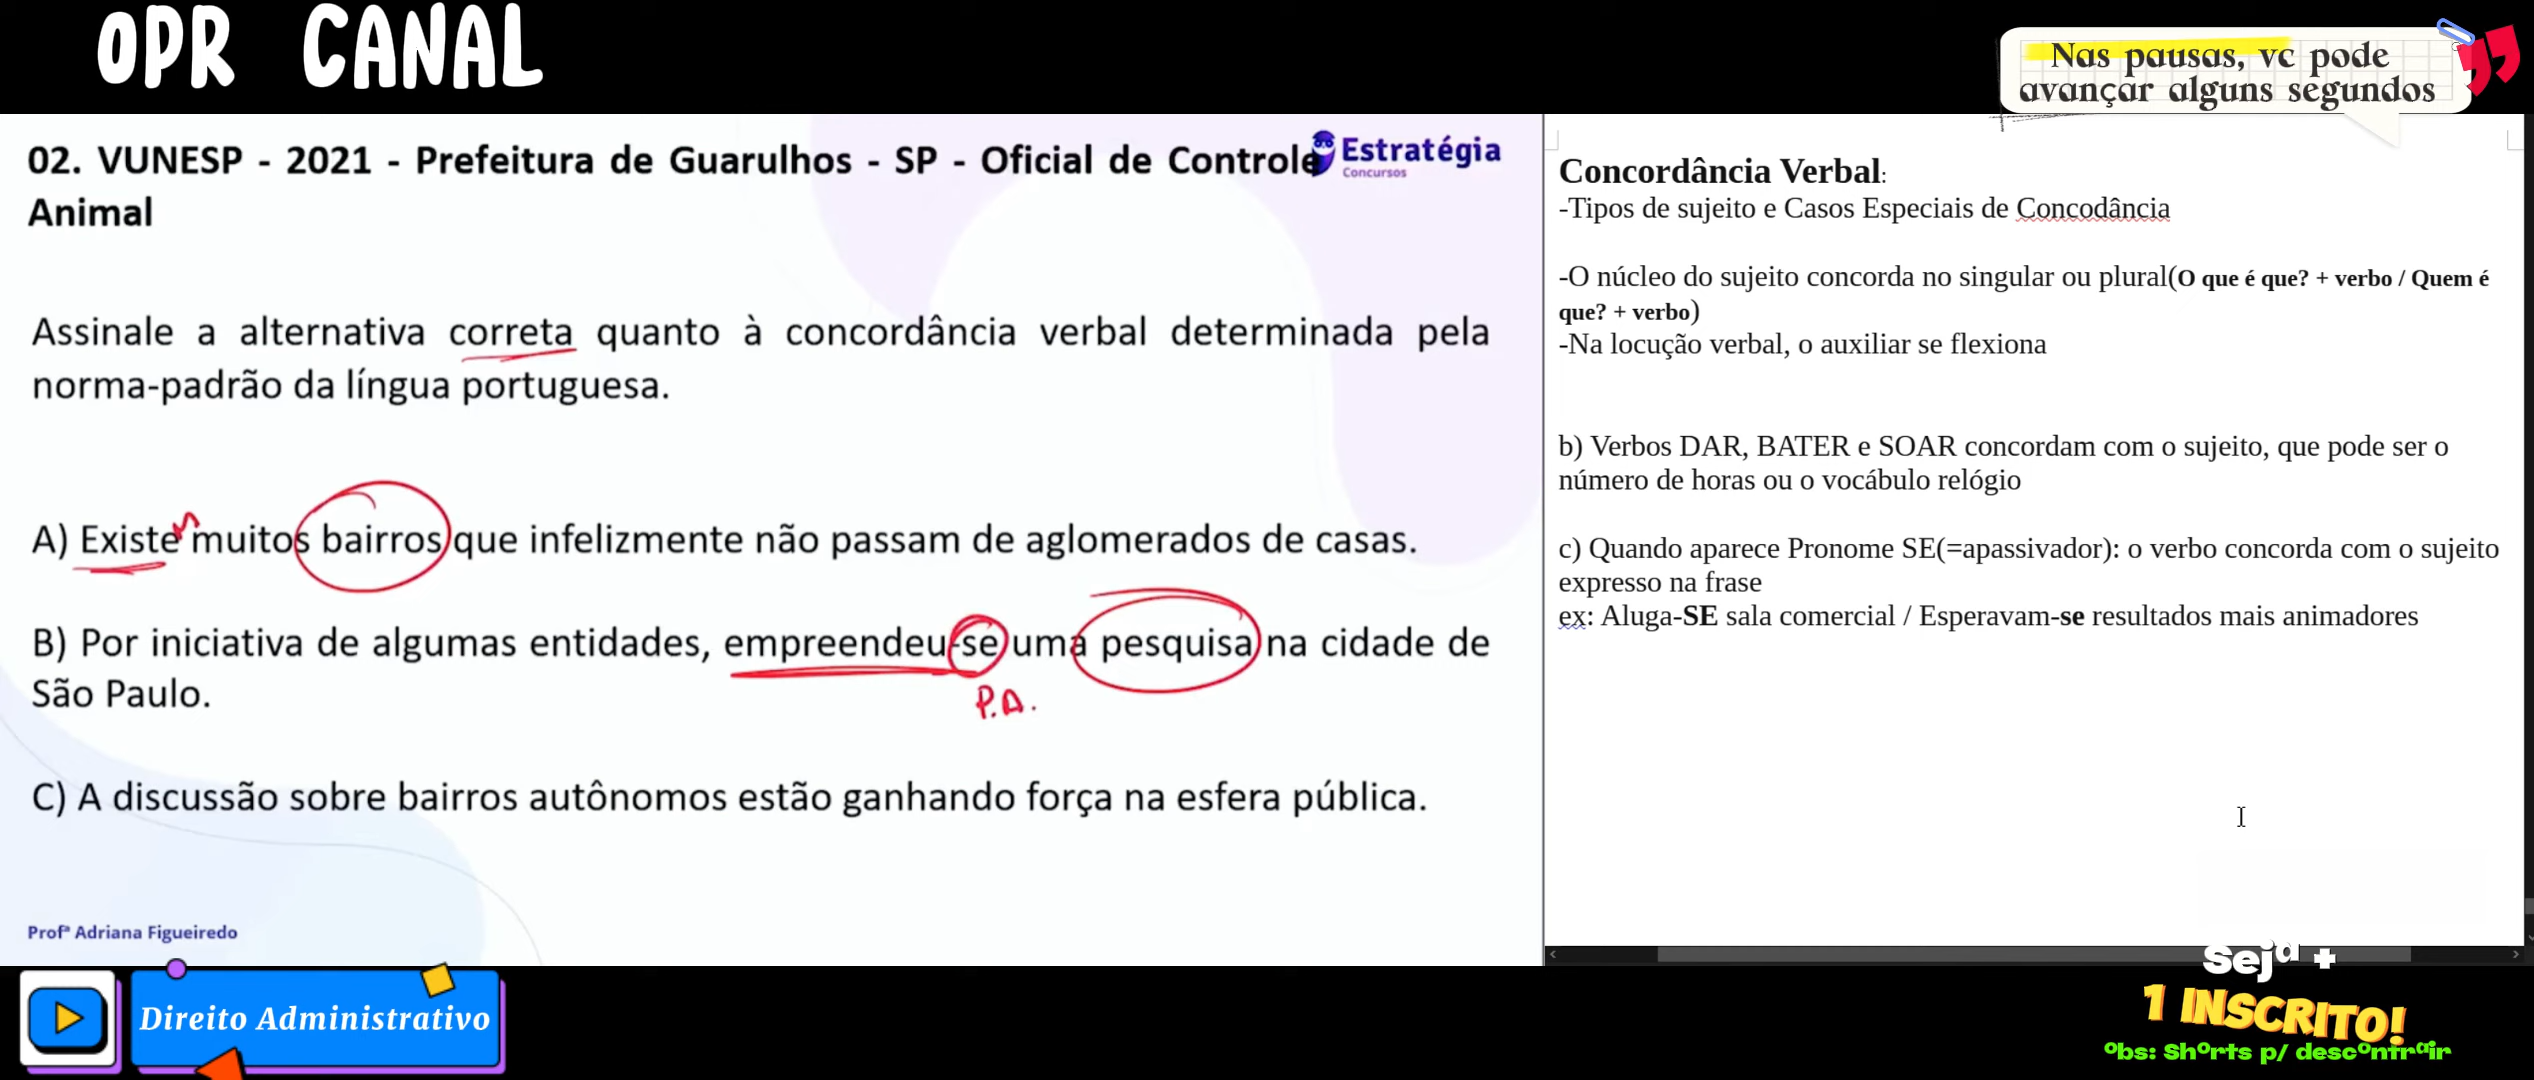 OPR CANAL
Nas pausas, vc pode
avançar alguns segundos
02. VUNESP - 2021 - Prefeitura de Guarulhos - SP - Oficial de Controle
Animal
Estratégia
Concursos
Assinale a alternativa correta quanto à concordância verbal determinada pela
norma-padrão da língua portuguesa.
A) Existem muitos bairros que infelizmente não passam de aglomerados de casas.
B) Por iniciativa de algumas entidades, empreendeu-se uma pesquisa na cidade de
P.A.
São Paulo.
C) A discussão sobre bairros autônomos estão ganhando força na esfera pública.
Profª Adriana Figueiredo
Concordância Verbal:
-Tipos de sujeito e Casos Especiais de Concodância
-O núcleo do sujeito concorda no singular ou plural(O que é que? + verbo / Quem é
que? + verbo)
-Na locução verbal, o auxiliar se flexiona
b) Verbos DAR, BATER e SOAR concordam com o sujeito, que pode ser o
número de horas ou o vocábulo relógio
c) Quando aparece Pronome SE(=apassivador): o verbo concorda com o sujeito
expresso na frase
ex: Aluga-SE sala comercial / Esperavam-se resultados mais animadores
Direito Administrativo
Seja +
1 INSCRITO!
obs: Shorts p/ descontrair